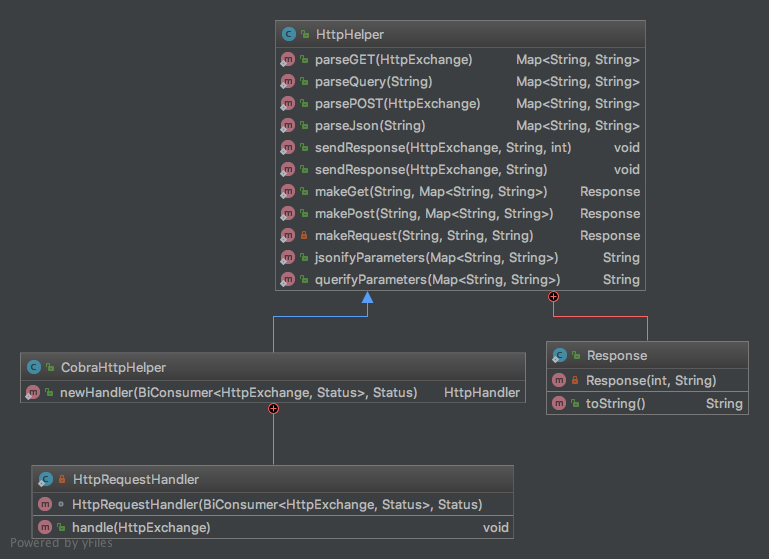 HttpHelper
parseGET(HttpExchange) Map<String, String>
parseQuery(String) Map<String, String>
parsePOST(HttpExchange) Map<String, String>
parseJson(String) Map<String, String>
sendResponse(HttpExchange, String, int) void
sendResponse(HttpExchange, String) void
makeGet(String, Map<String, String>) Response
makePost(String, Map<String, String>) Response
makeRequest(String, String, String) Response
jsonifyParameters(Map<String, String>) String
querifyParameters(Map<String, String>) String
CobraHttpHelper
newHandler(BiConsumer<HttpExchange, Status>, Status) HttpHandler
Response
Response(int, String)
toString() String
HttpRequestHandler
HttpRequestHandler(BiConsumer<HttpExchange, Status>, Status)
handle(HttpExchange) void
Powered by yFiles